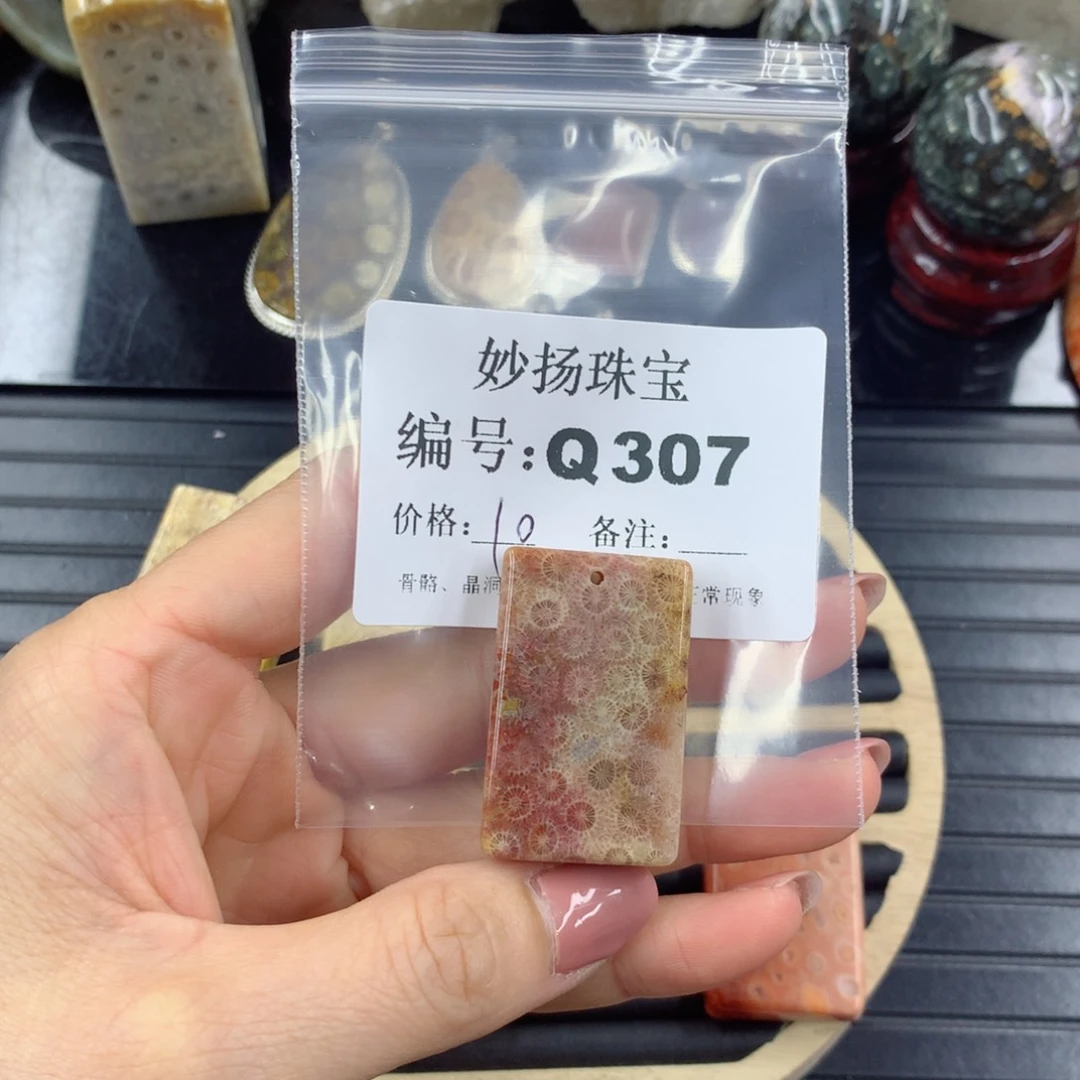 妙扬珠宝
编号:Q307
价格: 10 备注:
骨骼、晶洞 正常现象